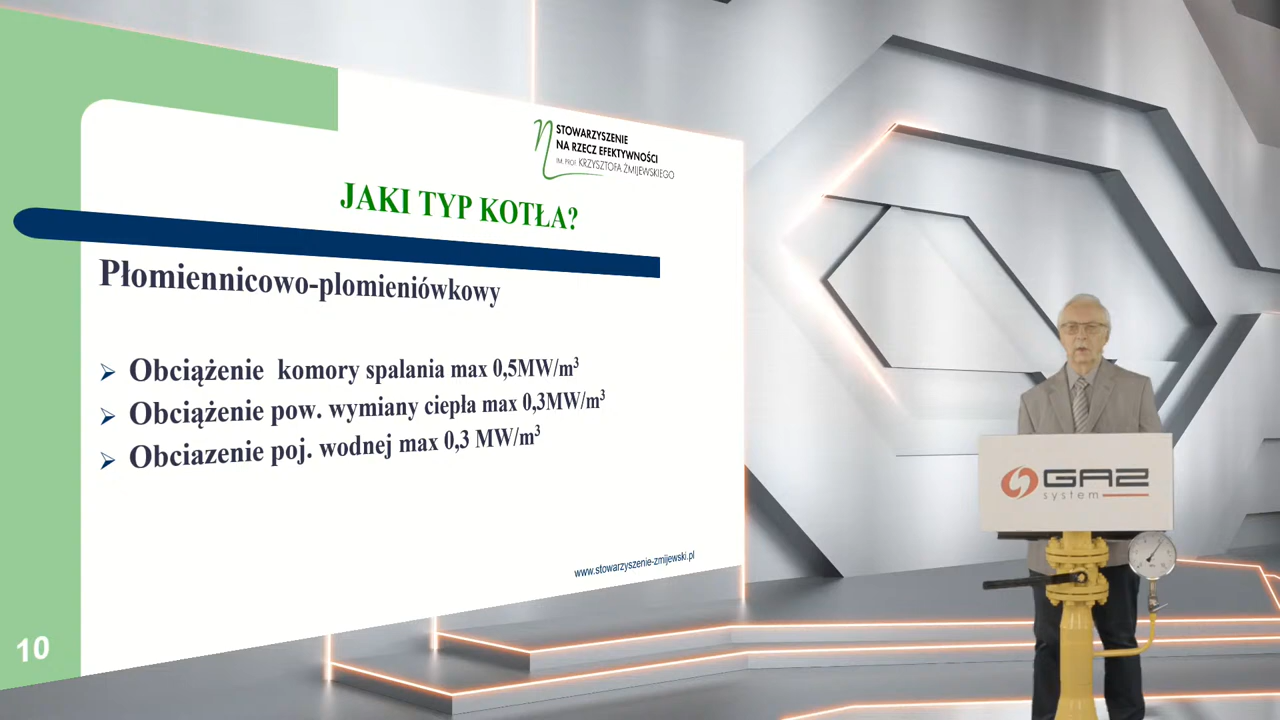 STOWARZYSZENIE
NA RZECZ EFEKTYWNOŚCI
IM. PROF. KRZYSZTOFA ŻMIJEWSKIEGO
JAKI TYP KOTŁA?
Płomiennicowo-płomieniówkowy
Obciążenie komory spalania max 0,5MW/m³
Obciążenie pow. wymiany ciepła max 0,3MW/m³
Obciazenie poj. wodnej max 0,3 MW/m³
www.stowarzyszenie-zmijewski.pl
10
GAZ
system